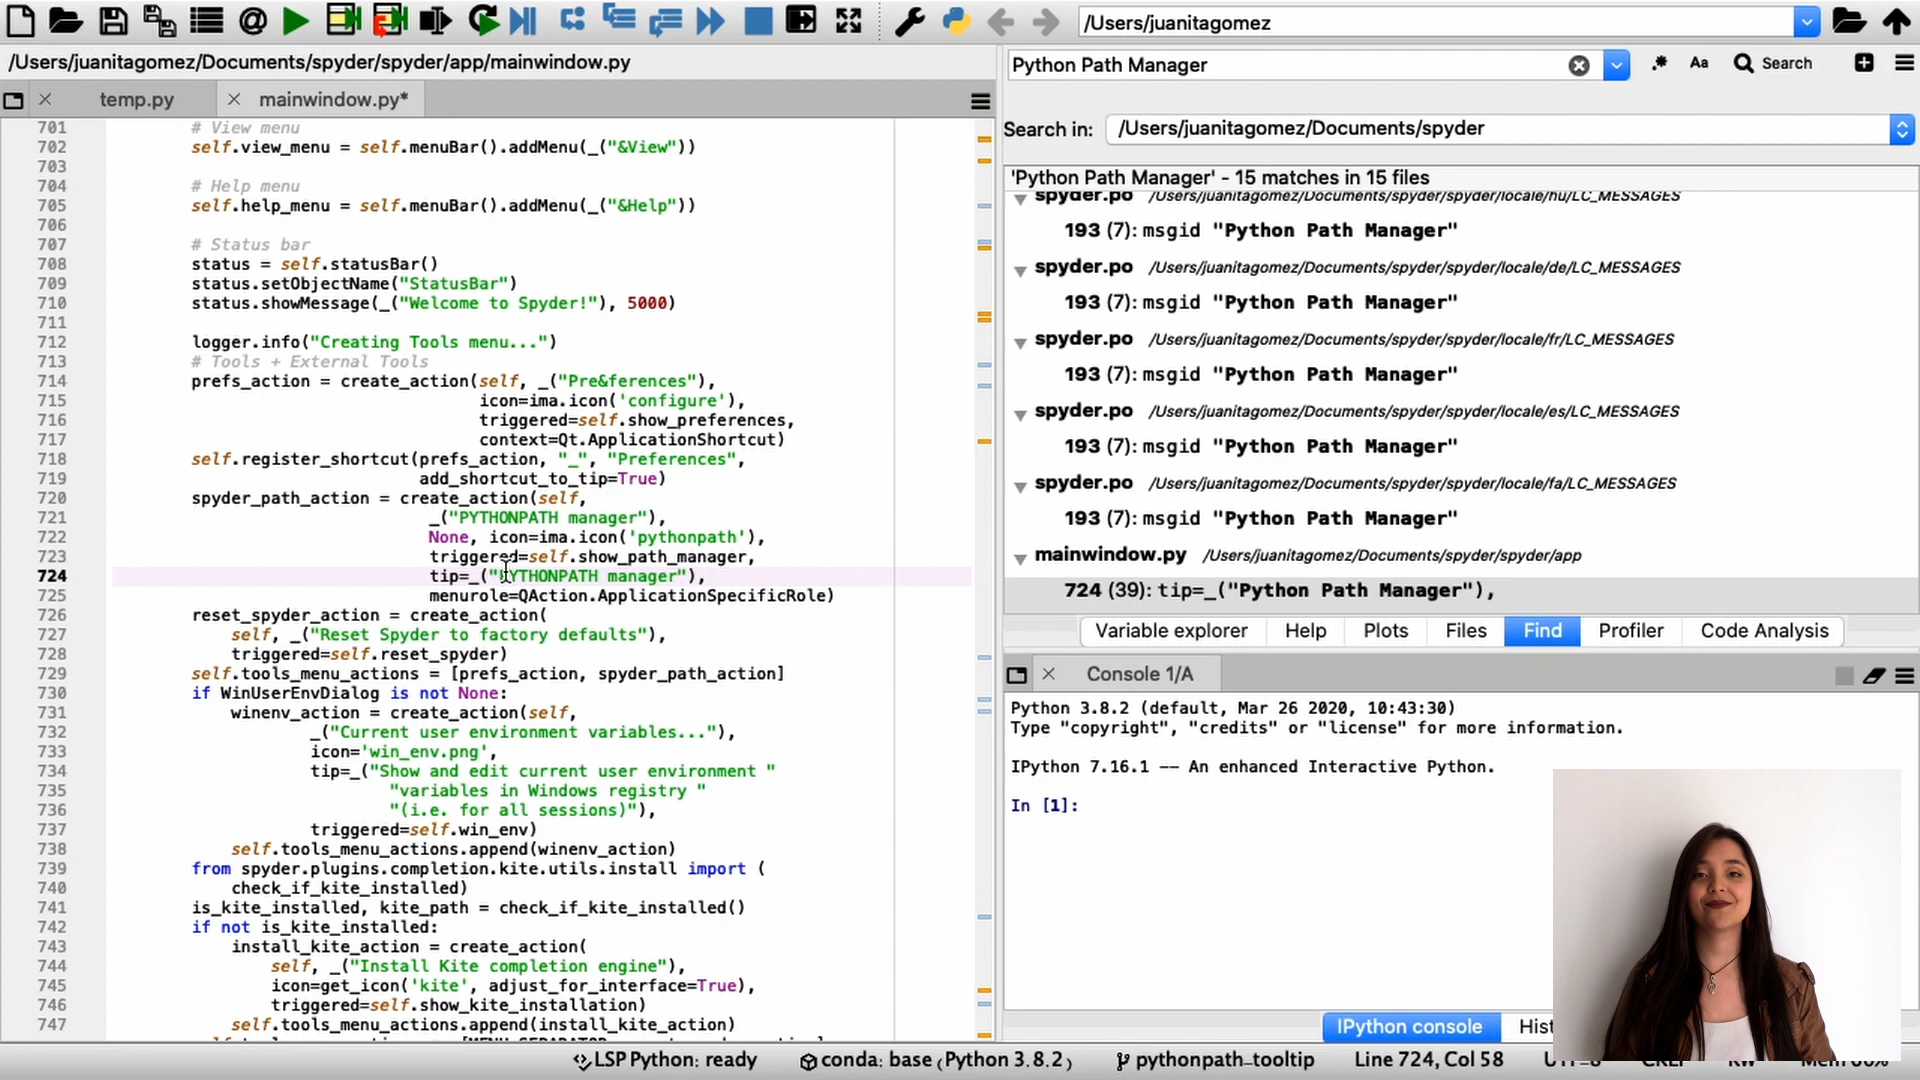 /Users/juanitagomez
/Users/juanitagomez/Documents/spyder/spyder/app/mainwindow.py
temp.py
mainwindow.py*
701 # View menu
702 self.view_menu = self.menuBar().addMenu(_("&View"))
703
704 # Help menu
705 self.help_menu = self.menuBar().addMenu(_("&Help"))
706
707 # Status bar
708 status = self.statusBar()
709 status.setObjectName("StatusBar")
710 status.showMessage(_("Welcome to Spyder!"), 5000)
711
712 logger.info("Creating Tools menu...")
713 # Tools + External Tools
714 prefs_action = create_action(self, _("Pre&ferences"),
715 icon=ima.icon('configure'),
716 triggered=self.show_preferences,
717 context=Qt.ApplicationShortcut)
718 self.register_shortcut(prefs_action, "_", "Preferences",
719 add_shortcut_to_tip=True)
720 spyder_path_action = create_action(self,
721 _("PYTHONPATH manager"),
722 None, icon=ima.icon('pythonpath'),
723 triggered=self.show_path_manager,
724 tip=_("PYTHONPATH manager"),
725 menurole=QAction.ApplicationSpecificRole)
726 reset_spyder_action = create_action(
727 self, _("Reset Spyder to factory defaults"),
728 triggered=self.reset_spyder)
729 self.tools_menu_actions = [prefs_action, spyder_path_action]
730 if WinUserEnvDialog is not None:
731 winenv_action = create_action(self,
732 _("Current user environment variables..."),
733 icon='win_env.png',
734 tip=_("Show and edit current user environment "
735 "variables in Windows registry "
736 "(i.e. for all sessions)"),
737 triggered=self.win_env)
738 self.tools_menu_actions.append(winenv_action)
739 from spyder.plugins.completion.kite.utils.install import (
740 check_if_kite_installed)
741 is_kite_installed, kite_path = check_if_kite_installed()
742 if not is_kite_installed:
743 install_kite_action = create_action(
744 self, _("Install Kite completion engine"),
745 icon=get_icon('kite', adjust_for_interface=True),
746 triggered=self.show_kite_installation)
747 self.tools_menu_actions.append(install_kite_action)
Python Path Manager
Aa
Search
Search in: /Users/juanitagomez/Documents/spyder
'Python Path Manager' - 15 matches in 15 files
spyder.po /Users/juanitagomez/Documents/spyder/spyder/locale/hu/LC_MESSAGES
193 (7): msgid "Python Path Manager"
spyder.po /Users/juanitagomez/Documents/spyder/spyder/locale/de/LC_MESSAGES
193 (7): msgid "Python Path Manager"
spyder.po /Users/juanitagomez/Documents/spyder/spyder/locale/fr/LC_MESSAGES
193 (7): msgid "Python Path Manager"
spyder.po /Users/juanitagomez/Documents/spyder/spyder/locale/es/LC_MESSAGES
193 (7): msgid "Python Path Manager"
spyder.po /Users/juanitagomez/Documents/spyder/spyder/locale/fa/LC_MESSAGES
193 (7): msgid "Python Path Manager"
mainwindow.py /Users/juanitagomez/Documents/spyder/spyder/app
724 (39): tip=_("Python Path Manager"),
Variable explorer Help Plots Files Find Profiler Code Analysis
Console 1/A
Python 3.8.2 (default, Mar 26 2020, 10:43:30)
Type "copyright", "credits" or "license" for more information.
IPython 7.16.1 -- An enhanced Interactive Python.
In [1]:
IPython console Hist
LSP Python: ready conda: base (Python 3.8.2) pythonpath_tooltip Line 724, Col 58